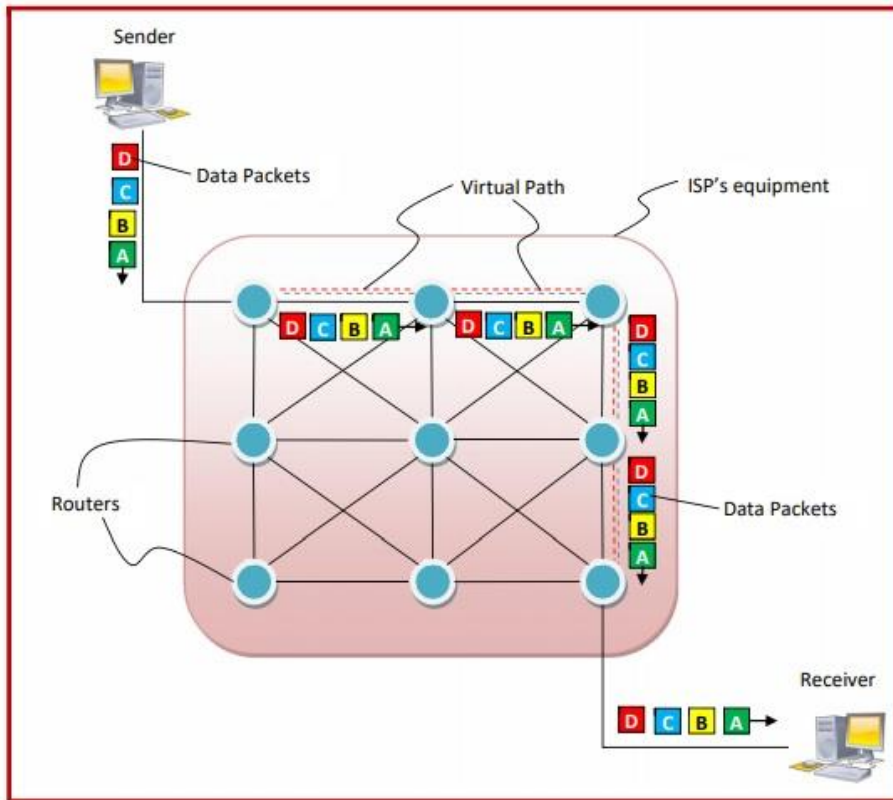 Sender
D
Data Packets
C
B
A
Virtual Path
ISP's equipment
D C B A
D C B A
D
C
B
A
Routers
D
C
B
A
Data Packets
Receiver
D C B A